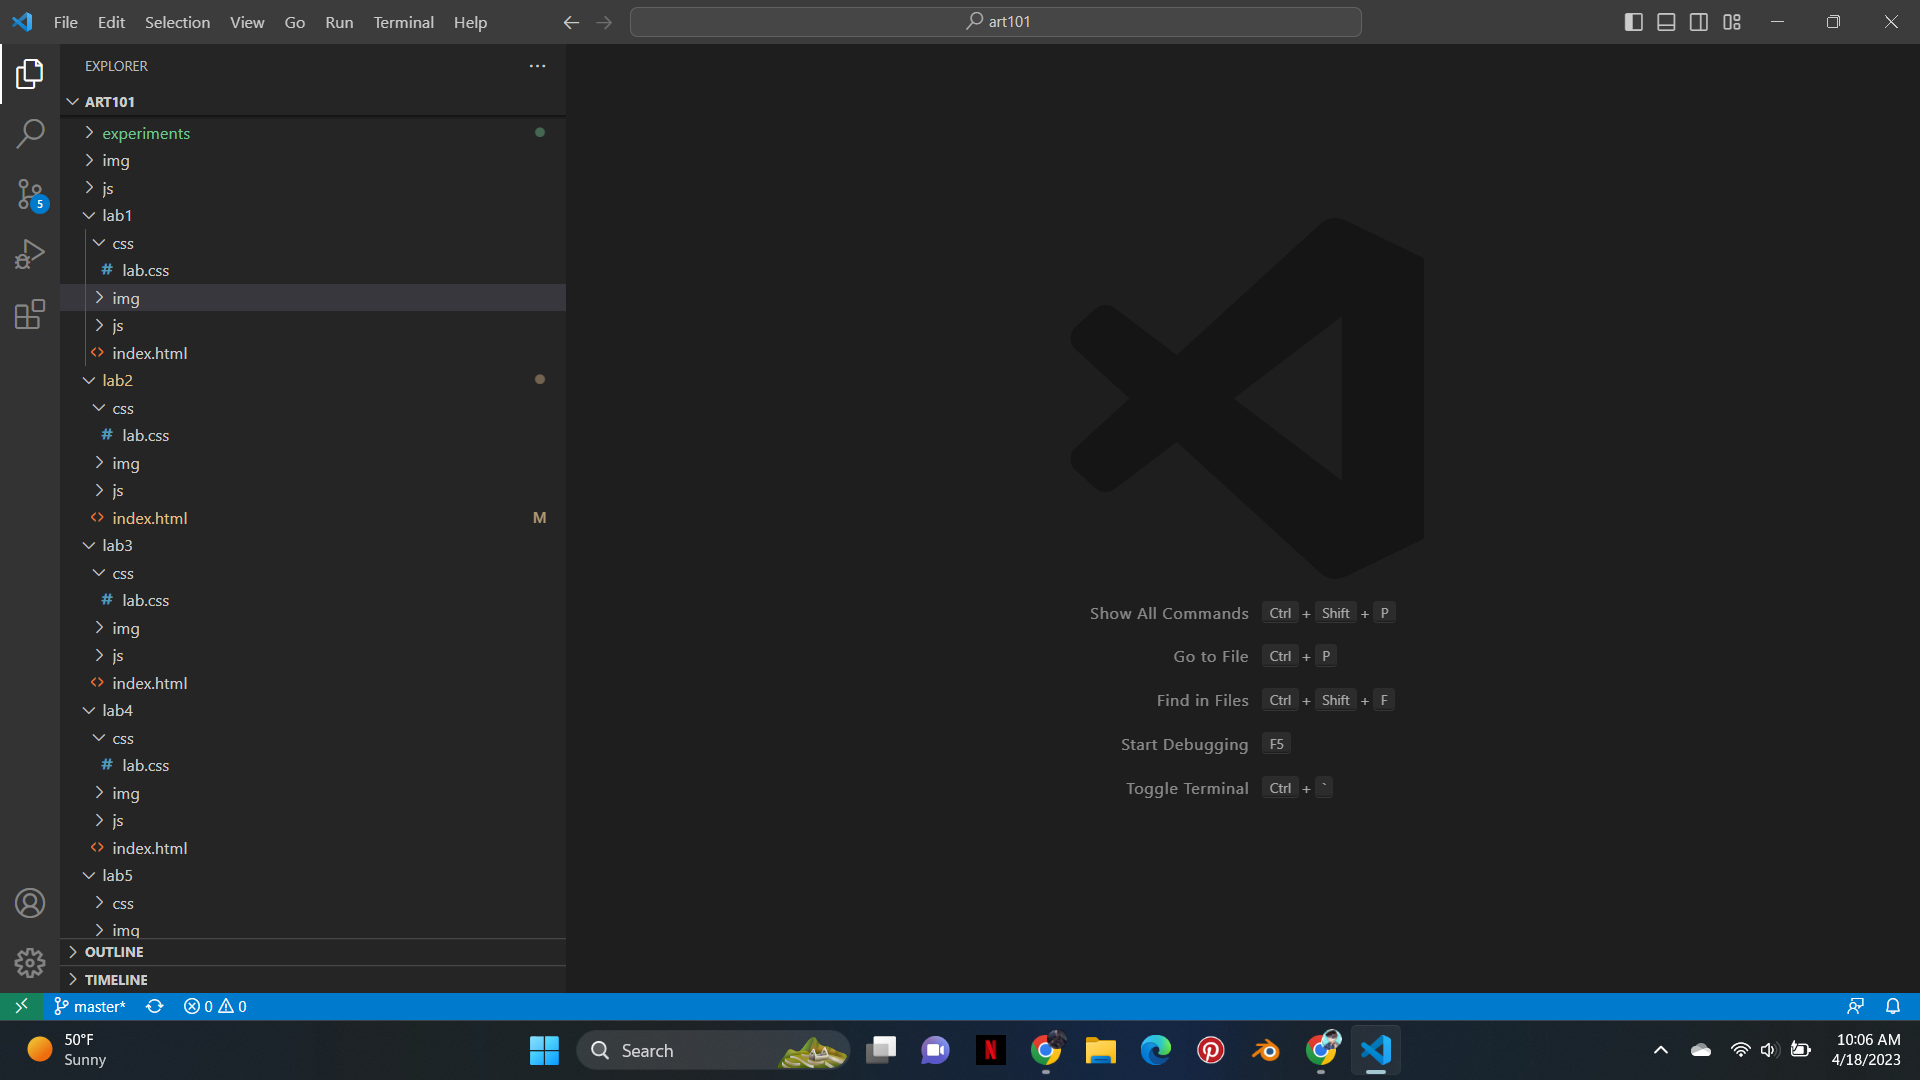 File Edit Selection View Go Run Terminal Help
art101
EXPLORER
ART101
experiments
img
js
lab1
css
# lab.css
img
js
<> index.html
lab2
css
# lab.css
img
js
<> index.html M
lab3
css
# lab.css
img
js
<> index.html
lab4
css
# lab.css
img
js
<> index.html
lab5
css
img
OUTLINE
TIMELINE
5
Show All Commands Ctrl + Shift + P
Go to File Ctrl + P
Find in Files Ctrl + Shift + F
Start Debugging F5
Toggle Terminal Ctrl + `
master* 0 0
50°F
Sunny
Search
N
10:06 AM
4/18/2023